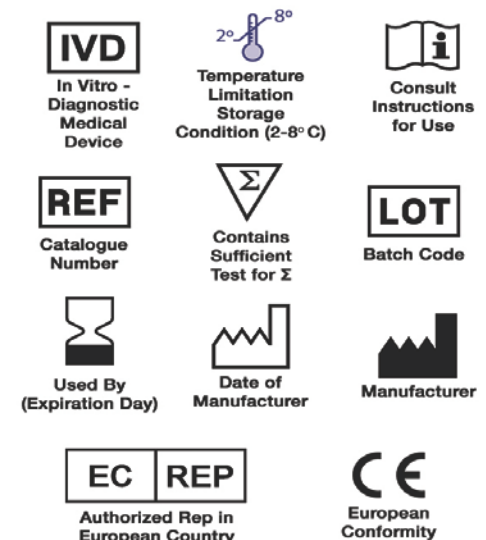 IVD
In Vitro -
Diagnostic
Medical
Device
2° 8°
Temperature
Limitation
Storage
Condition (2-8°C)
i
Consult
Instructions
for Use
REF
Catalogue
Number
Σ
Contains
Sufficient
Test for Σ
LOT
Batch Code
Used By
(Expiration Day)
Date of
Manufacturer
Manufacturer
EC REP
Authorized Rep in
European Country
CE
European
Conformity